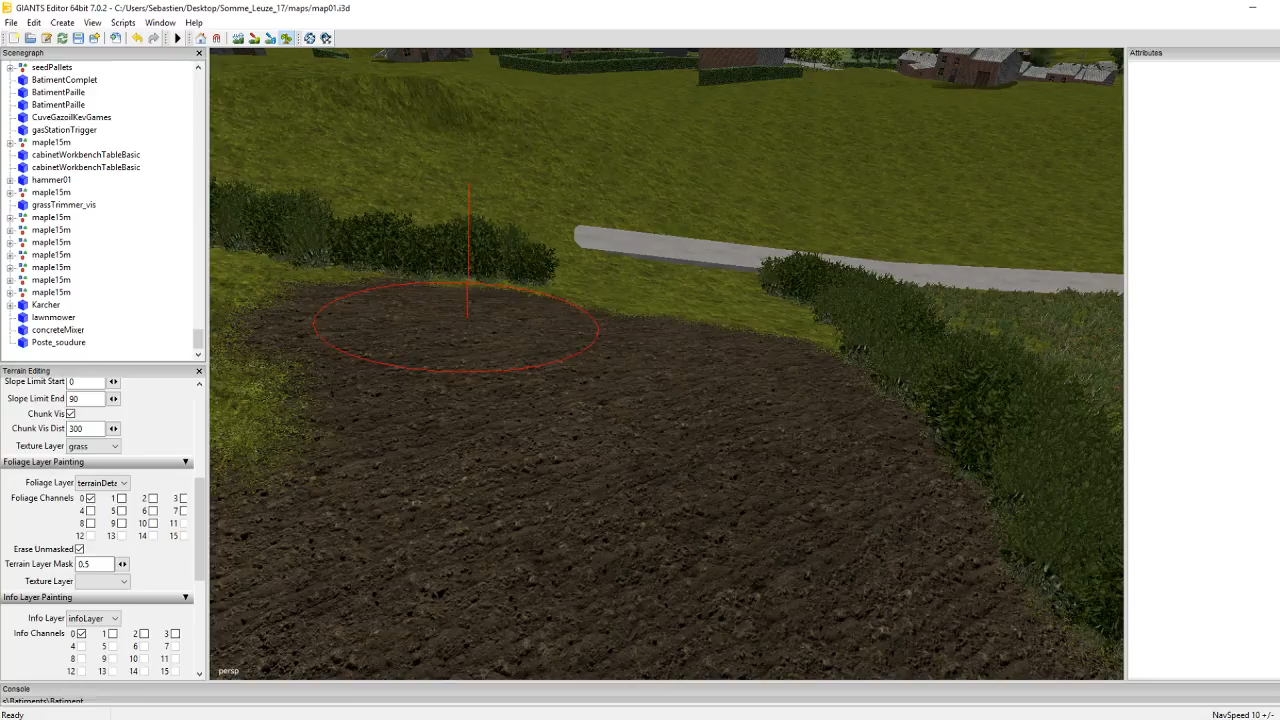 GIANTS Editor 64bit 7.0.2 - C:/Users/Sebastien/Desktop/Somme_Leuze_17/maps/map01.i3d
File Edit Create View Scripts Window Help
Scenegraph
Attributes
seedPallets
BatimentComplet
BatimentPaille
BatimentPaille
CuveGazoilKevGames
gasStationTrigger
maple15m
cabinetWorkbenchTableBasic
cabinetWorkbenchTableBasic
hammer01
maple15m
grassTrimmer_vis
maple15m
maple15m
maple15m
maple15m
maple15m
maple15m
maple15m
Karcher
lawnmower
concreteMixer
Poste_soudure
Terrain Editing
Slope Limit Start 0
Slope Limit End 90
Chunk Vis
Chunk Vis Dist 300
Texture Layer grass
Foliage Layer Painting
Foliage Layer terrainDeta
Foliage Channels 0 1 2 3
4 5 6 7
8 9 10 11
12 13 14 15
Erase Unmasked
Terrain Layer Mask 0.5
Texture Layer
Info Layer Painting
Info Layer infoLayer
Info Channels 0 1 2 3
4 5 6 7
8 9 10 11
12 13 14 15
persp
Console
s\Batiments\Batiment
Ready
NavSpeed 10 +/-